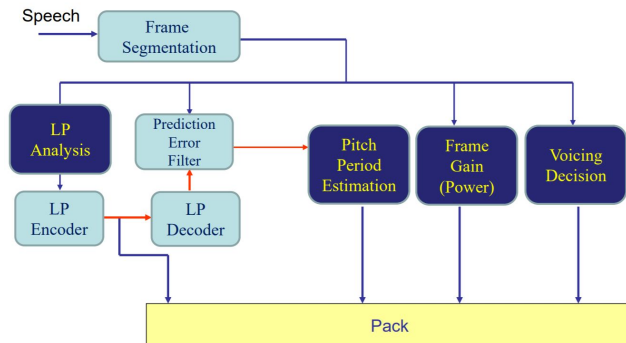 Speech
Frame
Segmentation
LP
Analysis
Prediction
Error
Filter
Pitch
Period
Estimation
Frame
Gain
(Power)
Voicing
Decision
LP
Encoder
LP
Decoder
Pack